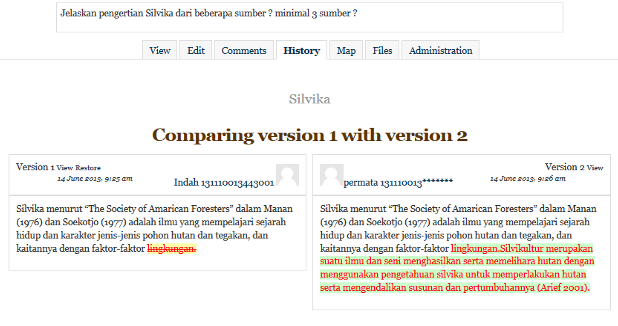 Jelaskan pengertian Silvika dari beberapa sumber ? minimal 3 sumber ?
View Edit Comments History Map Files Administration
Silvika
Comparing version 1 with version 2
Version 1 View Restore
14 June 2013, 9:25 am
Indah 131110013443001
Silvika menurut “The Society of Amarican Foresters” dalam Manan
(1976) dan Soekotjo (1977) adalah ilmu yang mempelajari sejarah
hidup dan karakter jenis-jenis pohon hutan dan tegakan, dan
kaitannya dengan faktor-faktor lingkungan.
Version 2 View
14 June 2013, 9:26 am
permata 131110013*******
Silvika menurut “The Society of Amarican Foresters” dalam Manan
(1976) dan Soekotjo (1977) adalah ilmu yang mempelajari sejarah
hidup dan karakter jenis-jenis pohon hutan dan tegakan, dan
kaitannya dengan faktor-faktor lingkungan.Silvikultur merupakan
suatu ilmu dan seni menghasilkan serta memelihara hutan dengan
menggunakan pengetahuan silvika untuk memperlakukan hutan
serta mengendalikan susunan dan pertumbuhannya (Arief 2001).